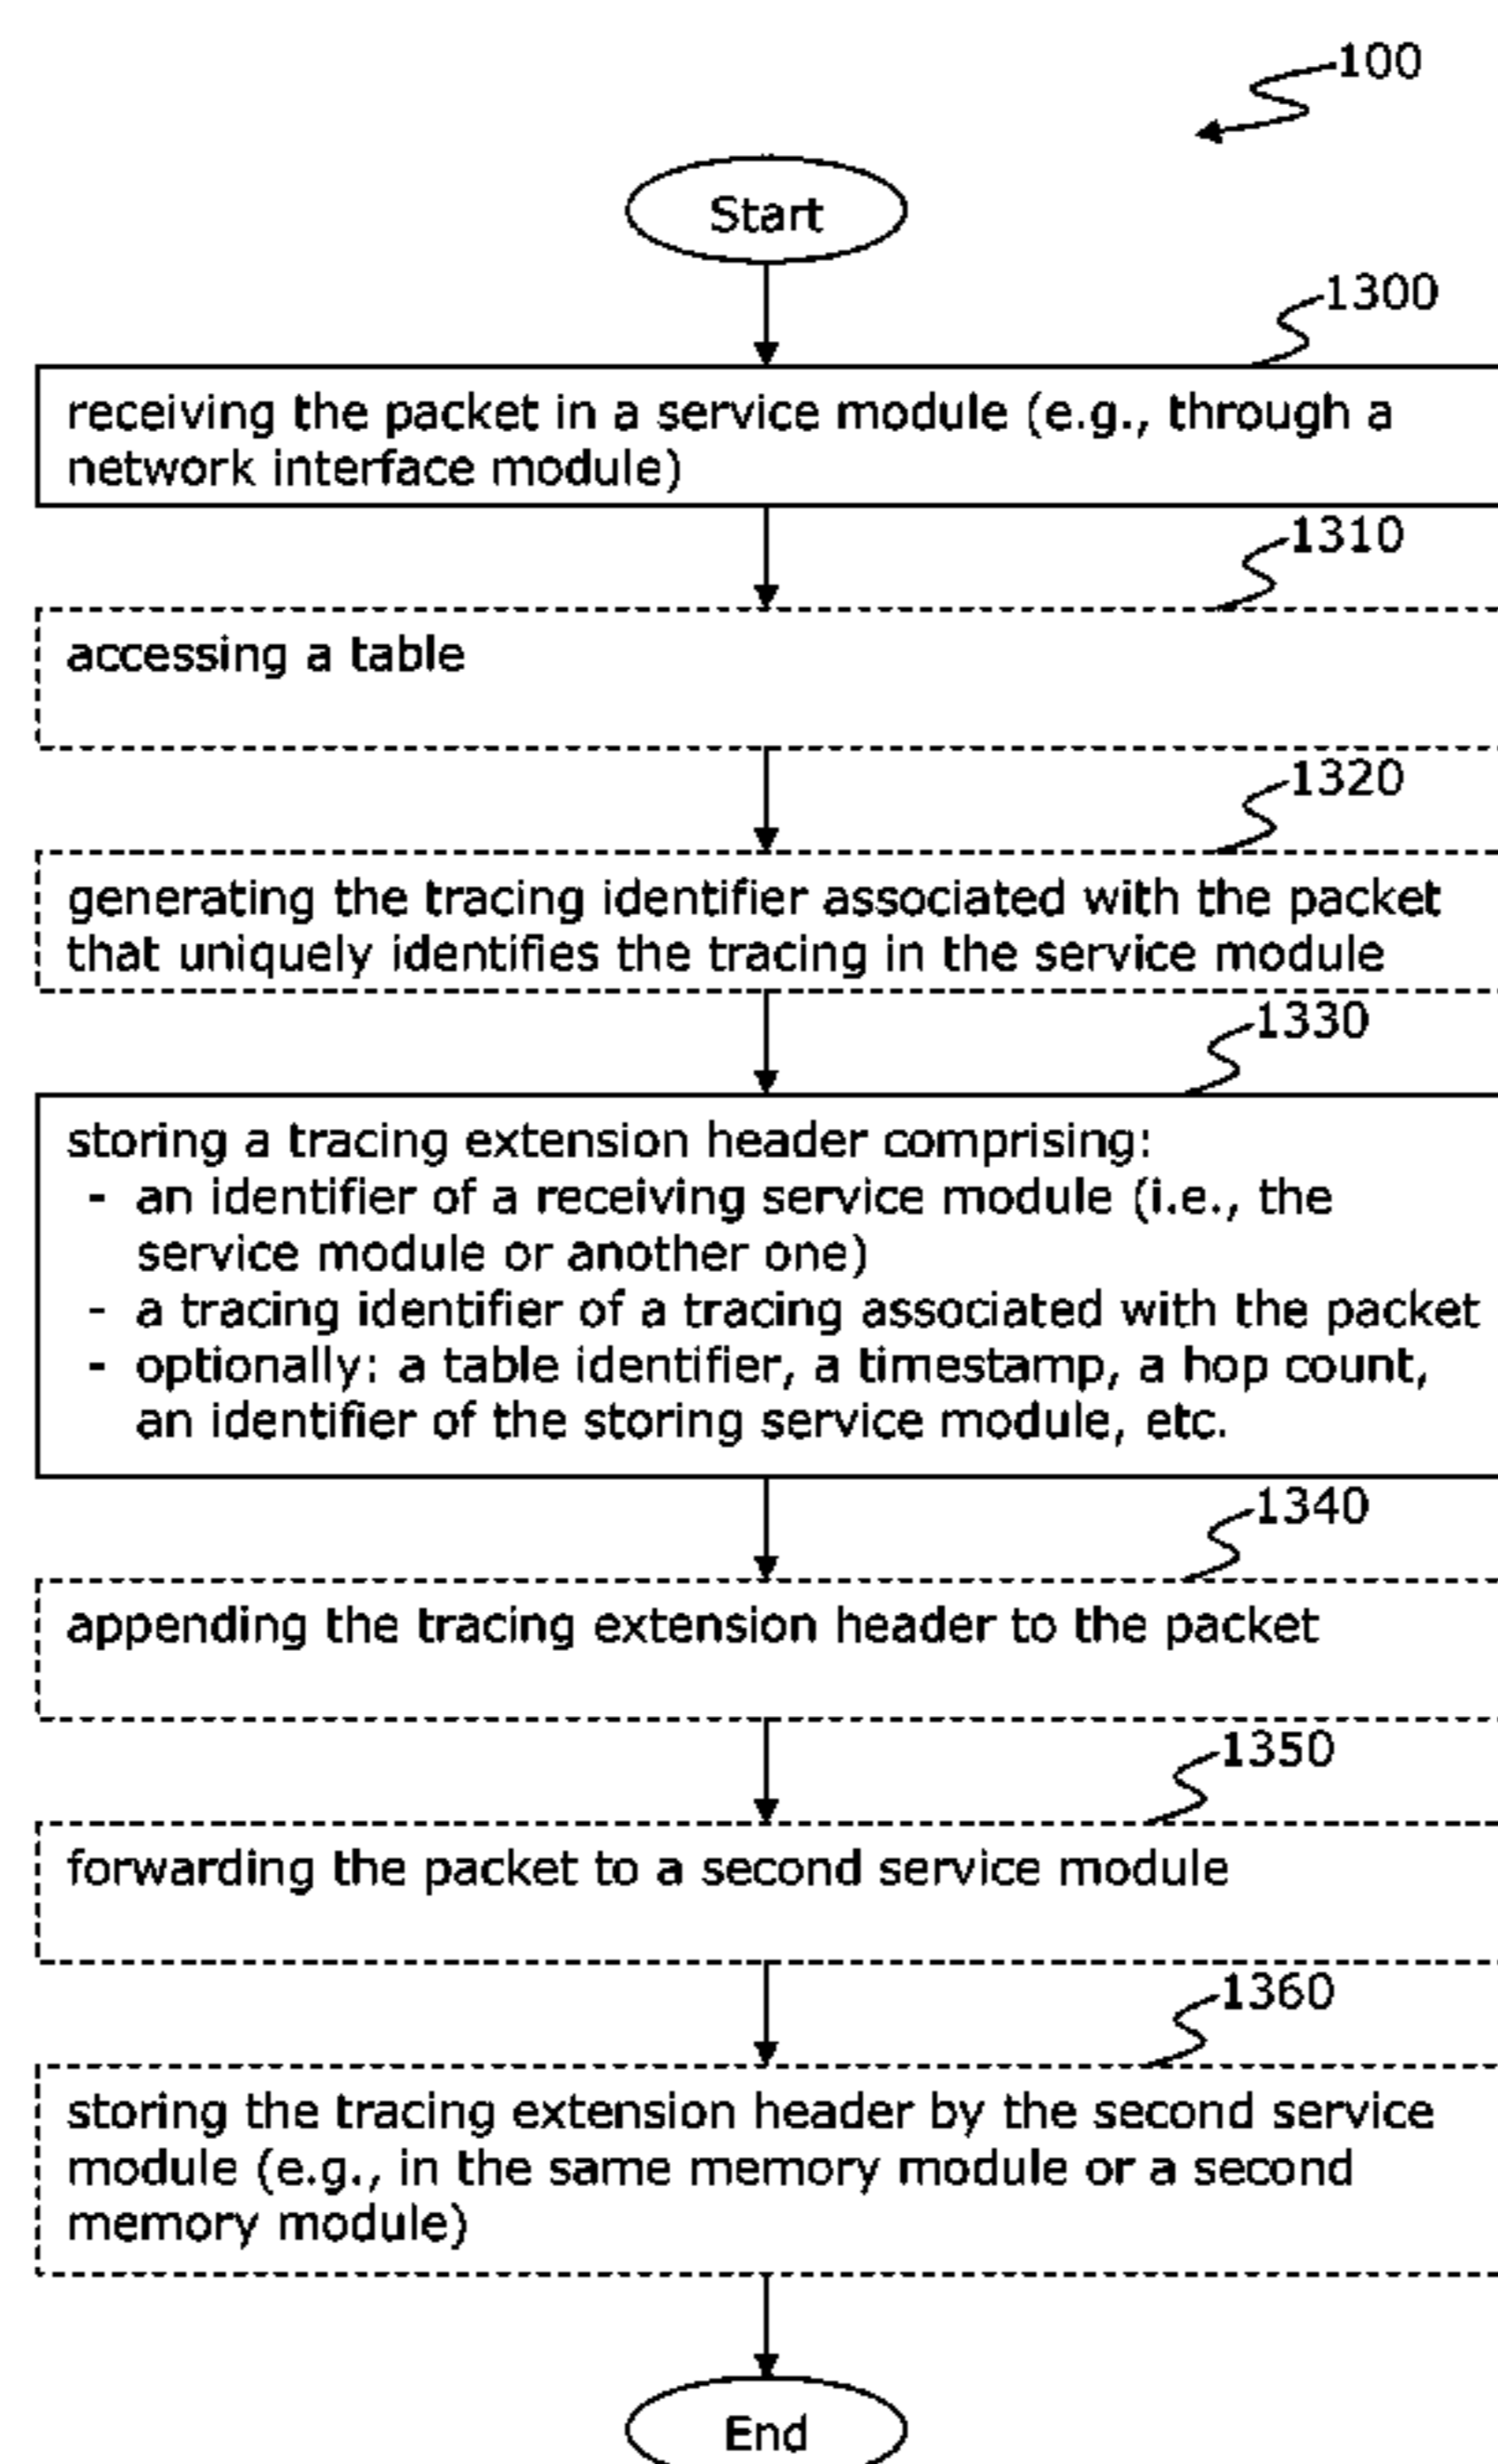 100
Start
1300
receiving the packet in a service module (e.g., through a
network interface module)
1310
accessing a table
1320
generating the tracing identifier associated with the packet
that uniquely identifies the tracing in the service module
1330
storing a tracing extension header comprising:
- an identifier of a receiving service module (i.e., the
service module or another one)
- a tracing identifier of a tracing associated with the packet
- optionally: a table identifier, a timestamp, a hop count,
an identifier of the storing service module, etc.
1340
appending the tracing extension header to the packet
1350
forwarding the packet to a second service module
1360
storing the tracing extension header by the second service
module (e.g., in the same memory module or a second
memory module)
End